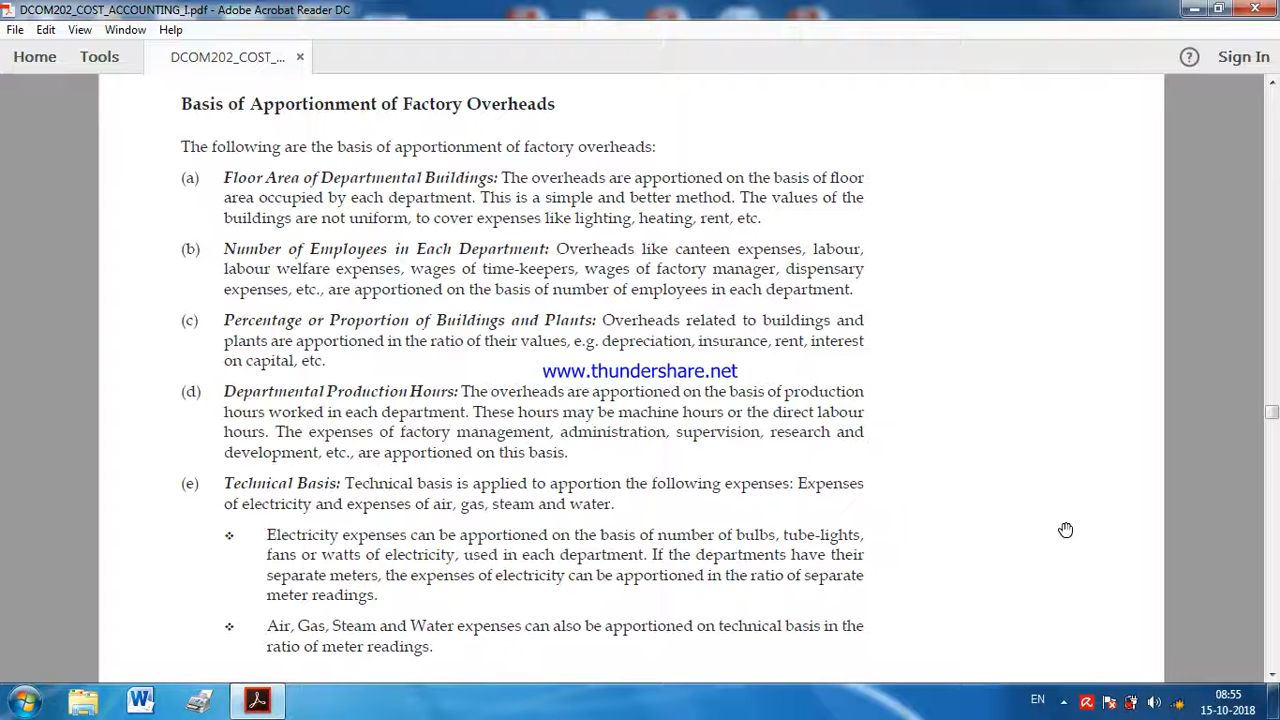 DCOM202_COST_ACCOUNTING_I.pdf - Adobe Acrobat Reader DC
File Edit View Window Help
Home Tools DCOM202_COST_... × ? Sign In
Basis of Apportionment of Factory Overheads
The following are the basis of apportionment of factory overheads:
(a) Floor Area of Departmental Buildings: The overheads are apportioned on the basis of floor
area occupied by each department. This is a simple and better method. The values of the
buildings are not uniform, to cover expenses like lighting, heating, rent, etc.
(b) Number of Employees in Each Department: Overheads like canteen expenses, labour,
labour welfare expenses, wages of time-keepers, wages of factory manager, dispensary
expenses, etc., are apportioned on the basis of number of employees in each department.
(c) Percentage or Proportion of Buildings and Plants: Overheads related to buildings and
plants are apportioned in the ratio of their values, e.g. depreciation, insurance, rent, interest
on capital, etc.
www.thundershare.net
(d) Departmental Production Hours: The overheads are apportioned on the basis of production
hours worked in each department. These hours may be machine hours or the direct labour
hours. The expenses of factory management, administration, supervision, research and
development, etc., are apportioned on this basis.
(e) Technical Basis: Technical basis is applied to apportion the following expenses: Expenses
of electricity and expenses of air, gas, steam and water.
❖ Electricity expenses can be apportioned on the basis of number of bulbs, tube-lights,
fans or watts of electricity, used in each department. If the departments have their
separate meters, the expenses of electricity can be apportioned in the ratio of separate
meter readings.
❖ Air, Gas, Steam and Water expenses can also be apportioned on technical basis in the
ratio of meter readings.
EN 08:55
15-10-2018